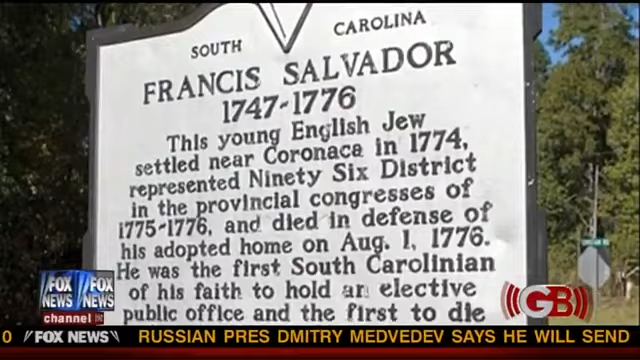 SOUTH CAROLINA
FRANCIS SALVADOR
1747-1776
This young English Jew
settled near Coronaca in 1774,
represented Ninety Six District
in the provincial congresses of
1775-1776, and died in defense of
his adopted home on Aug. 1, 1776.
He was the first South Carolinian
of his faith to hold an elective
public office and the first to die
FOX NEWS FOX NEWS
channel
GB
0 FOX NEWS RUSSIAN PRES DMITRY MEDVEDEV SAYS HE WILL SEND